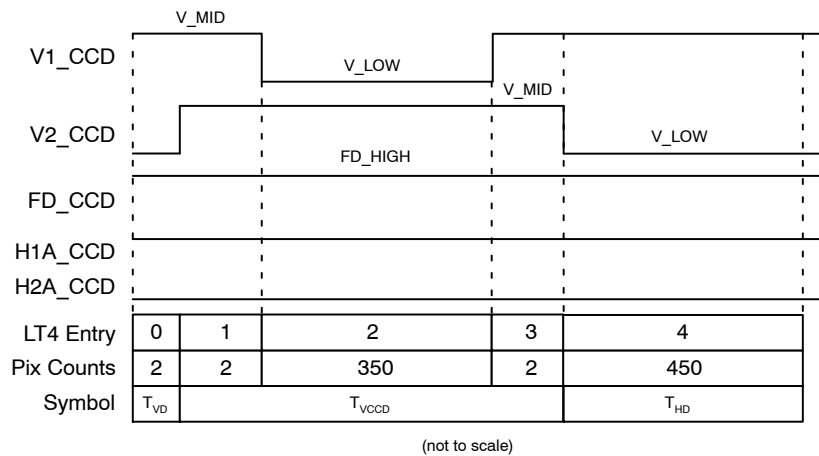 V_MID
V1_CCD
V_LOW
V_MID
V2_CCD
V_LOW
FD_HIGH
FD_CCD
H1A_CCD
H2A_CCD
LT4 Entry 0 1 2 3 4
Pix Counts 2 2 350 2 450
Symbol TVD TVCCD THD
(not to scale)